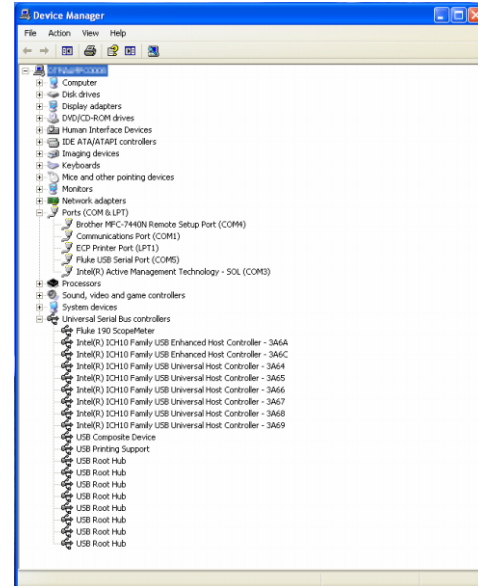 Device Manager
File Action View Help
Computer
Disk drives
Display adapters
DVD/CD-ROM drives
Human Interface Devices
IDE ATA/ATAPI controllers
Imaging devices
Keyboards
Mice and other pointing devices
Monitors
Network adapters
Ports (COM & LPT)
Brother MFC-7440N Remote Setup Port (COM4)
Communications Port (COM1)
ECP Printer Port (LPT1)
Fluke USB Serial Port (COM5)
Intel(R) Active Management Technology - SOL (COM3)
Processors
Sound, video and game controllers
System devices
Universal Serial Bus controllers
Fluke 190 ScopeMeter
Intel(R) ICH10 Family USB Enhanced Host Controller - 3A6A
Intel(R) ICH10 Family USB Enhanced Host Controller - 3A6C
Intel(R) ICH10 Family USB Universal Host Controller - 3A64
Intel(R) ICH10 Family USB Universal Host Controller - 3A65
Intel(R) ICH10 Family USB Universal Host Controller - 3A66
Intel(R) ICH10 Family USB Universal Host Controller - 3A67
Intel(R) ICH10 Family USB Universal Host Controller - 3A68
Intel(R) ICH10 Family USB Universal Host Controller - 3A69
USB Composite Device
USB Printing Support
USB Root Hub
USB Root Hub
USB Root Hub
USB Root Hub
USB Root Hub
USB Root Hub
USB Root Hub
USB Root Hub